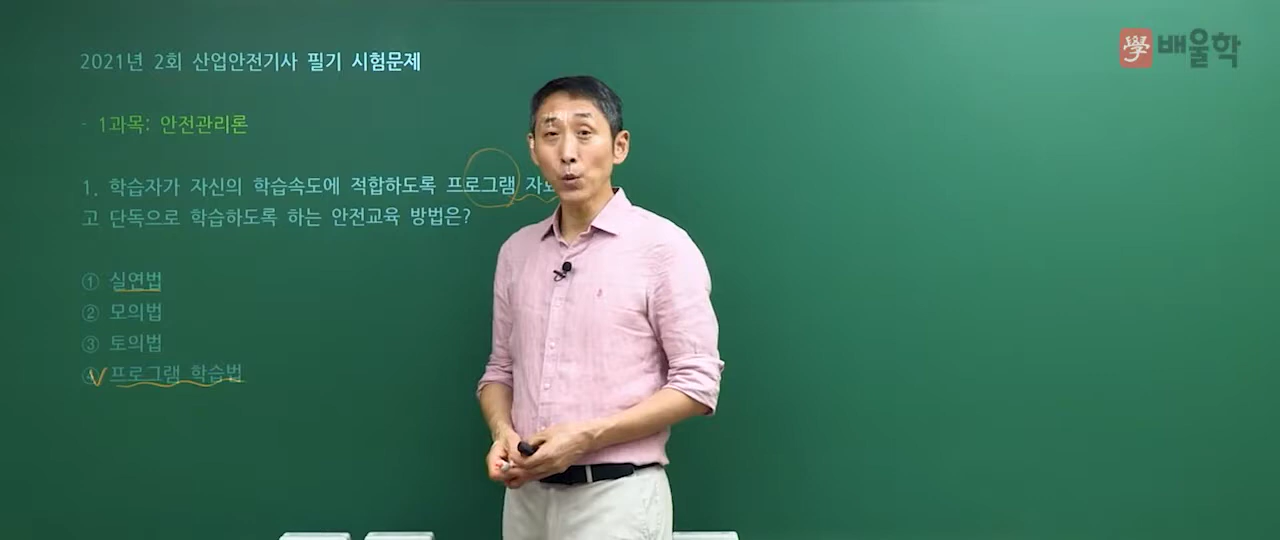 學 배울학
2021년 2회 산업안전기사 필기 시험문제
- 1과목: 안전관리론
1. 학습자가 자신의 학습속도에 적합하도록 프로그램
고 단독으로 학습하도록 하는 안전교육 방법은?
① 실연법
② 모의법
③ 토의법
④ 프로그램 학습법